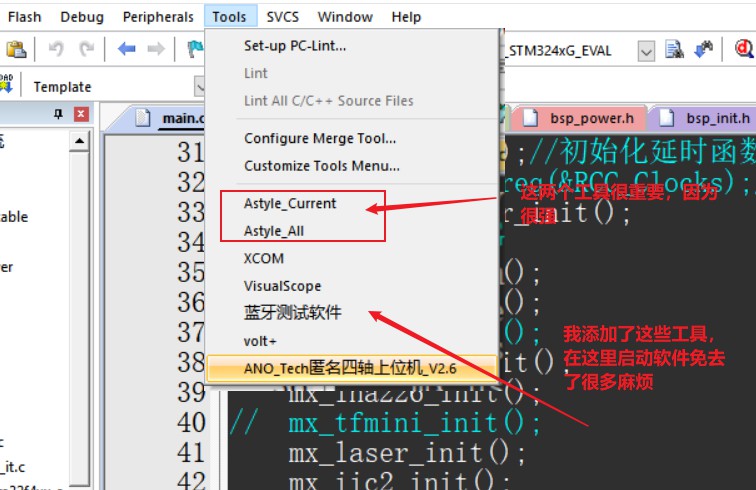 Flash Debug Peripherals Tools SVCS Window Help
_STM324xG_EVAL
Template
main.c bsp_power.h bsp_init.h
Set-up PC-Lint...
Lint
Lint All C/C++ Source Files
Configure Merge Tool...
Customize Tools Menu...
Astyle_Current
Astyle_All
XCOM
VisualScope
蓝牙测试软件
volt+
ANO_Tech匿名四轴上位机_V2.6
table
er
_it.c
31 ;//初始化延时函数
32 req(&RCC_Clocks);
33 r_init();
34
35 ();
36 ();
37 ();
38 it();
39 mx_ina226_init();
40 // mx_tfmini_init();
41 mx_laser_init();
42 mx_iic2_init();
这两个工具很重要，因为
很强
我添加了这些工具，
在这里启动软件免去
了很多麻烦